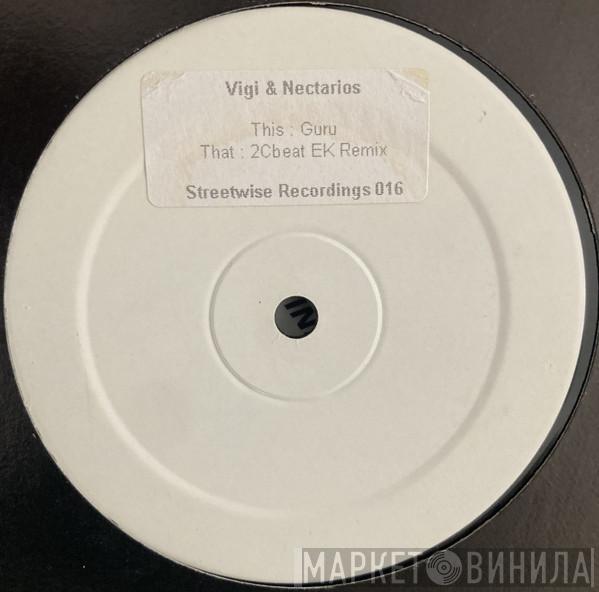 Vigi & Nectarios
This : Guru
That : 2Cbeat EK Remix
Streetwise Recordings 016
МАРКЕТ ВИНИЛА